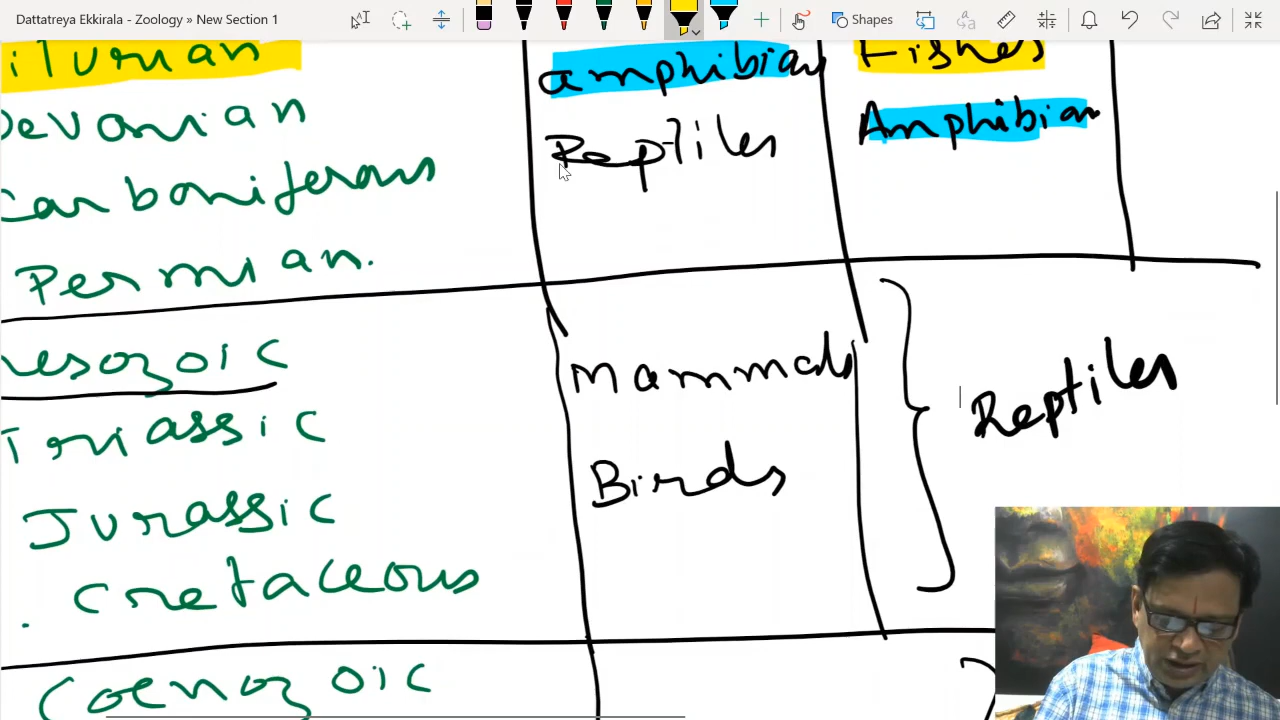 Dattatreya Ekkirala - Zoology » New Section 1
Shapes
ilurian
amphibian
Fishes
Devonian
Reptiles
Amphibian
Carboniferous
Permian.
mesozoic
Mammals
Reptiles
Triassic
Birds
Jurassic
Cretaceous
Coenozoic